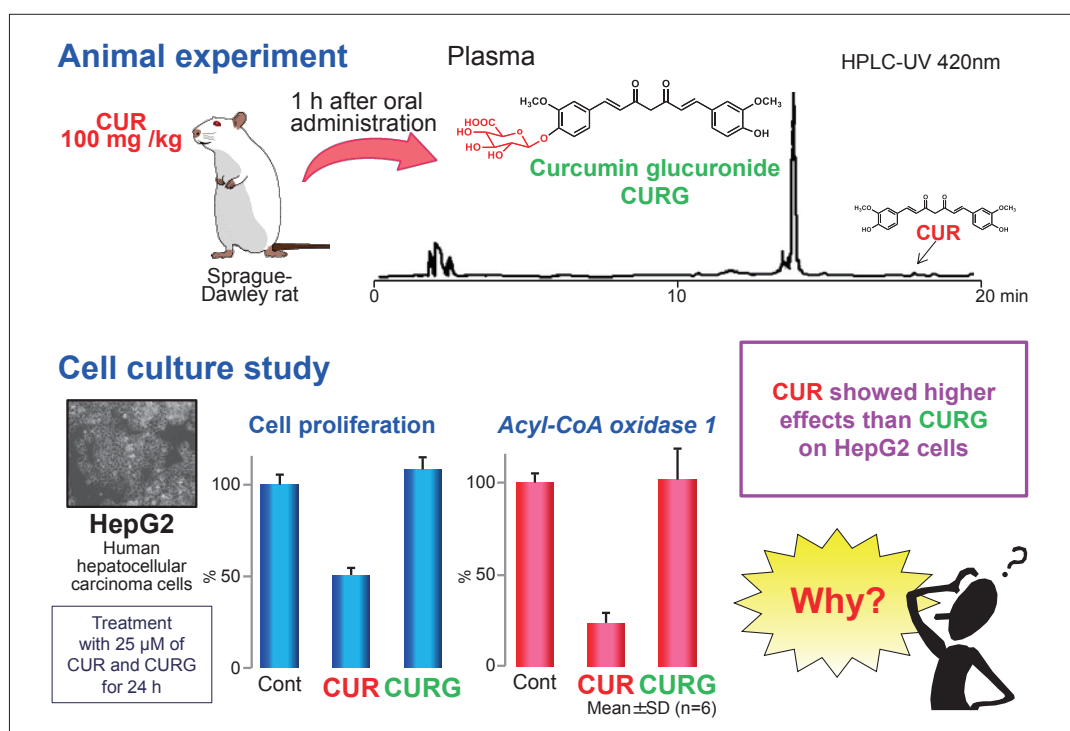 Animal experiment
CUR
100 mg /kg
1 h after oral
administration
Sprague-
Dawley rat
Plasma
HPLC-UV 420nm
H₃CO
O
O
OCH₃
OH
HOOC
HO
HO
HO
O
O
Curcumin glucuronide
CURG
H₃CO
HO
O
O
OCH₃
OH
CUR
0
10
20 min
Cell culture study
HepG2
Human
hepatocellular
carcinoma cells
Treatment
with 25 µM of
CUR and CURG
for 24 h
Cell proliferation
100
50
0
%
Cont
CUR
CURG
Acyl-CoA oxidase 1
100
50
0
%
Cont
CUR
CURG
Mean±SD (n=6)
CUR showed higher
effects than CURG
on HepG2 cells
Why?
?